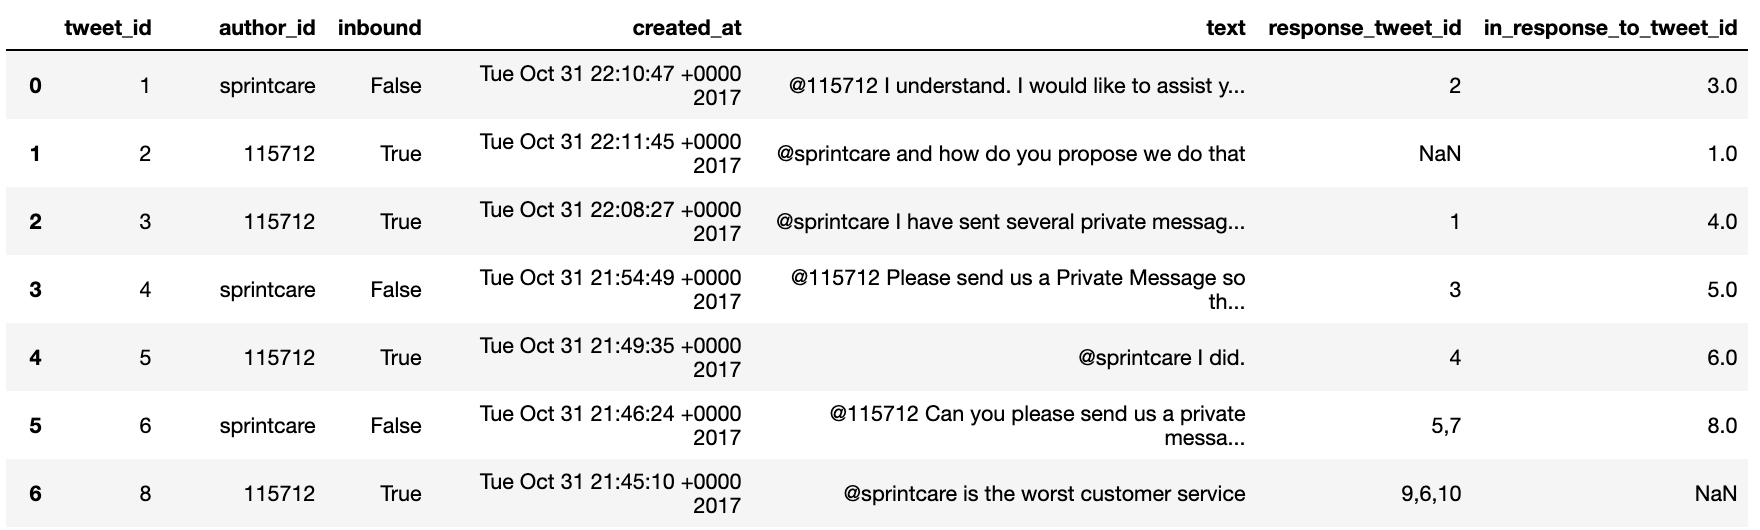 tweet_id author_id inbound created_at text response_tweet_id in_response_to_tweet_id
0 1 sprintcare False Tue Oct 31 22:10:47 +0000 2017 @115712 I understand. I would like to assist y... 2 3.0
1 2 115712 True Tue Oct 31 22:11:45 +0000 2017 @sprintcare and how do you propose we do that NaN 1.0
2 3 115712 True Tue Oct 31 22:08:27 +0000 2017 @sprintcare I have sent several private messag... 1 4.0
3 4 sprintcare False Tue Oct 31 21:54:49 +0000 2017 @115712 Please send us a Private Message so th... 3 5.0
4 5 115712 True Tue Oct 31 21:49:35 +0000 2017 @sprintcare I did. 4 6.0
5 6 sprintcare False Tue Oct 31 21:46:24 +0000 2017 @115712 Can you please send us a private messa... 5,7 8.0
6 8 115712 True Tue Oct 31 21:45:10 +0000 2017 @sprintcare is the worst customer service 9,6,10 NaN